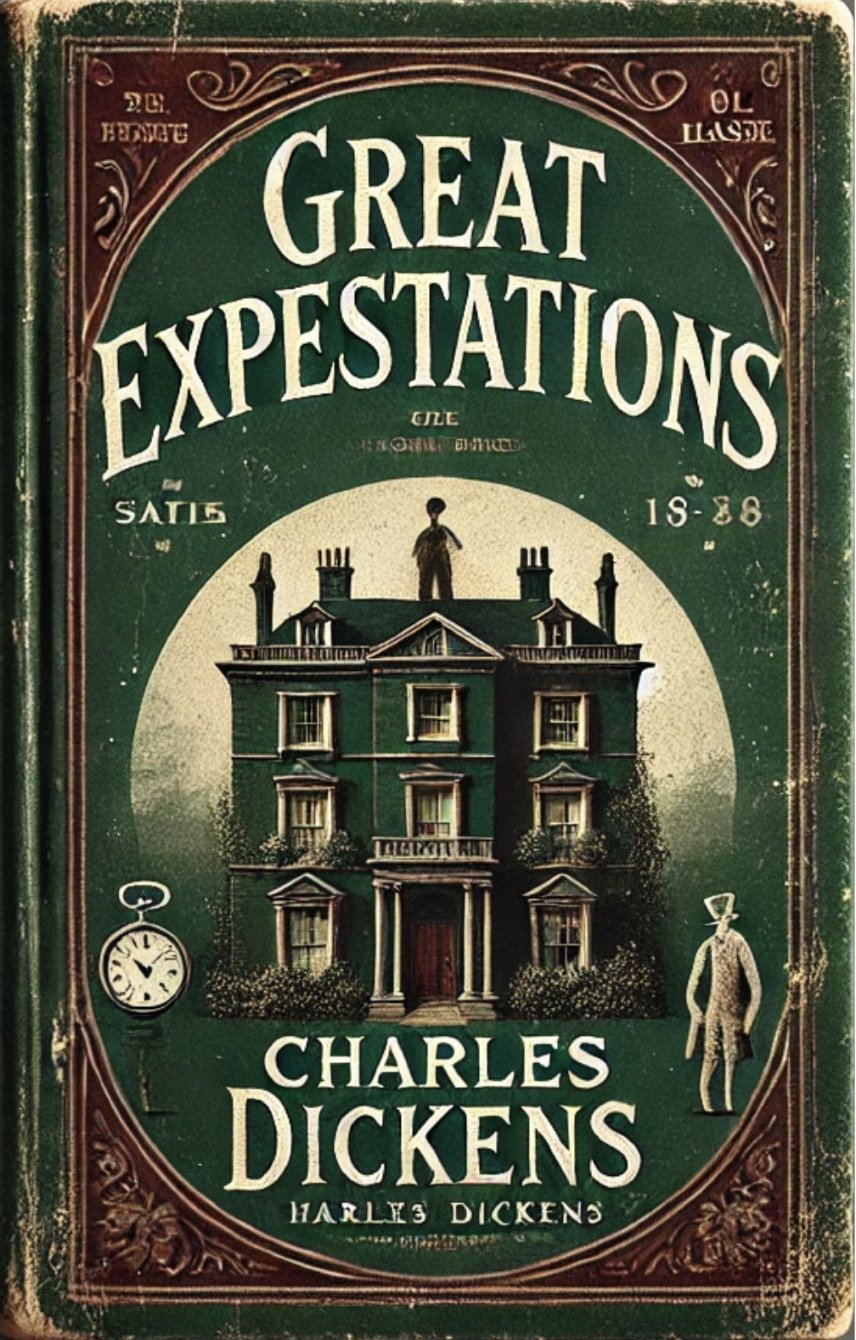 GREAT
EXPESTATIONS
SATIS
18-38
CHARLES
DICKENS
HARLES DICKENS